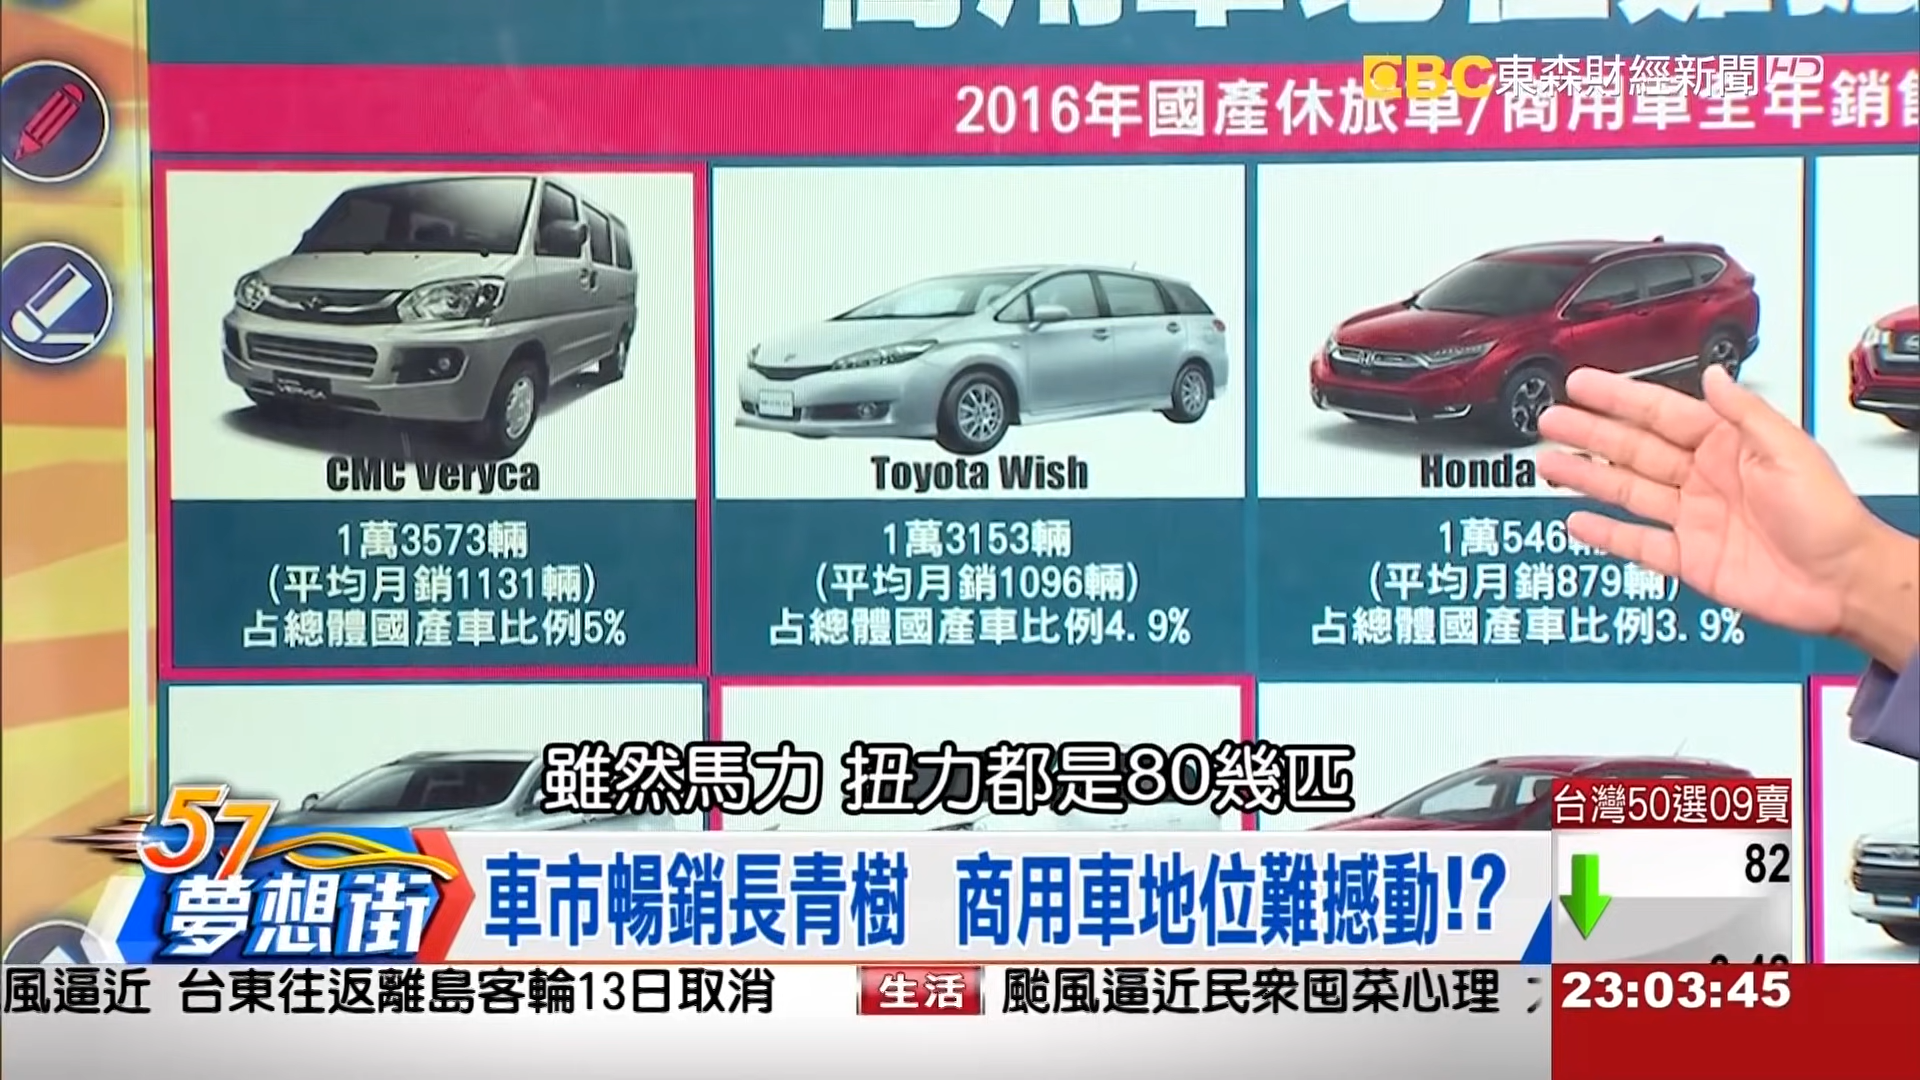 EBC東森財經新聞HD
2016年國產休旅車/商用車全年銷
CMC Veryca
1萬3573輛
(平均月銷1131輛)
占總體國產車比例5%
Toyota Wish
1萬3153輛
(平均月銷1096輛)
占總體國產車比例4.9%
Honda
1萬546輛
(平均月銷879輛)
占總體國產車比例3.9%
雖然馬力 扭力都是80幾匹
57夢想街
車市暢銷長青樹 商用車地位難撼動!?
台灣50選09賣
82
風逼近 台東往返離島客輪13日取消 生活 颱風逼近民眾囤菜心理
23:03:45